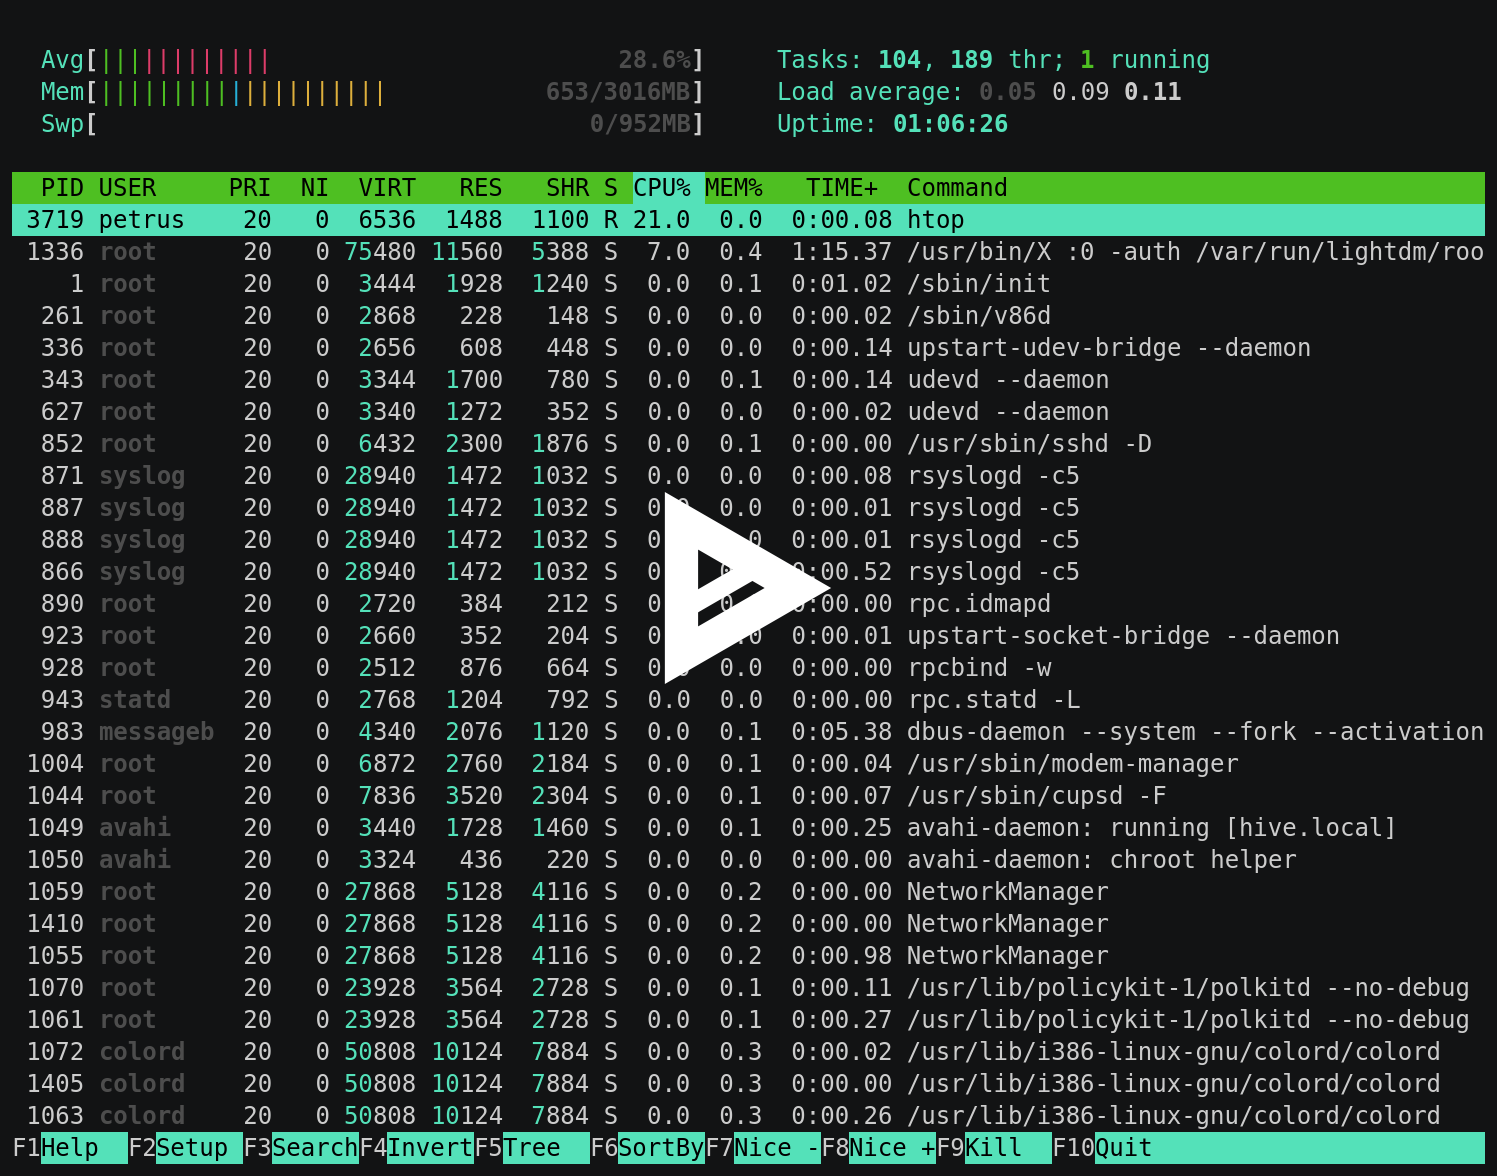 Avg[||||||||||||                        28.6%]     Tasks: 104, 189 thr; 1 running
Mem[||||||||||||||||||||           653/3016MB]     Load average: 0.05 0.09 0.11
Swp[                                  0/952MB]     Uptime: 01:06:26
PID USER     PRI  NI  VIRT   RES   SHR S CPU% MEM%   TIME+  Command
3719 petrus    20   0  6536  1488  1100 R 21.0  0.0  0:00.08 htop
1336 root      20   0 75480 11560  5388 S  7.0  0.4  1:15.37 /usr/bin/X :0 -auth /var/run/lightdm/roo
1 root      20   0  3444  1928  1240 S  0.0  0.1  0:01.02 /sbin/init
261 root      20   0  2868   228   148 S  0.0  0.0  0:00.02 /sbin/v86d
336 root      20   0  2656   608   448 S  0.0  0.0  0:00.14 upstart-udev-bridge --daemon
343 root      20   0  3344  1700   780 S  0.0  0.1  0:00.14 udevd --daemon
627 root      20   0  3340  1272   352 S  0.0  0.0  0:00.02 udevd --daemon
852 root      20   0  6432  2300  1876 S  0.0  0.1  0:00.00 /usr/sbin/sshd -D
871 syslog    20   0 28940  1472  1032 S  0.0  0.0  0:00.08 rsyslogd -c5
887 syslog    20   0 28940  1472  1032 S  0.0  0.0  0:00.01 rsyslogd -c5
888 syslog    20   0 28940  1472  1032 S  0:00.01 rsyslogd -c5
866 syslog    20   0 28940  1472  1032 S  0:00.52 rsyslogd -c5
890 root      20   0  2720   384   212 S  0:00.00 rpc.idmapd
923 root      20   0  2660   352   204 S  0:00.01 upstart-socket-bridge --daemon
928 root      20   0  2512   876   664 S  0.0  0.0  0:00.00 rpcbind -w
943 statd     20   0  2768  1204   792 S  0.0  0.0  0:00.00 rpc.statd -L
983 messageb  20   0  4340  2076  1120 S  0.0  0.1  0:05.38 dbus-daemon --system --fork --activation
1004 root      20   0  6872  2760  2184 S  0.0  0.1  0:00.04 /usr/sbin/modem-manager
1044 root      20   0  7836  3520  2304 S  0.0  0.1  0:00.07 /usr/sbin/cupsd -F
1049 avahi     20   0  3440  1728  1460 S  0.0  0.1  0:00.25 avahi-daemon: running [hive.local]
1050 avahi     20   0  3324   436   220 S  0.0  0.0  0:00.00 avahi-daemon: chroot helper
1059 root      20   0 27868  5128  4116 S  0.0  0.2  0:00.00 NetworkManager
1410 root      20   0 27868  5128  4116 S  0.0  0.2  0:00.00 NetworkManager
1055 root      20   0 27868  5128  4116 S  0.0  0.2  0:00.98 NetworkManager
1070 root      20   0 23928  3564  2728 S  0.0  0.1  0:00.11 /usr/lib/policykit-1/polkitd --no-debug
1061 root      20   0 23928  3564  2728 S  0.0  0.1  0:00.27 /usr/lib/policykit-1/polkitd --no-debug
1072 colord    20   0 50808 10124  7884 S  0.0  0.3  0:00.02 /usr/lib/i386-linux-gnu/colord/colord
1405 colord    20   0 50808 10124  7884 S  0.0  0.3  0:00.00 /usr/lib/i386-linux-gnu/colord/colord
1063 colord    20   0 50808 10124  7884 S  0.0  0.3  0:00.26 /usr/lib/i386-linux-gnu/colord/colord
F1Help  F2Setup F3SearchF4InvertF5Tree  F6SortByF7Nice -F8Nice +F9Kill  F10Quit